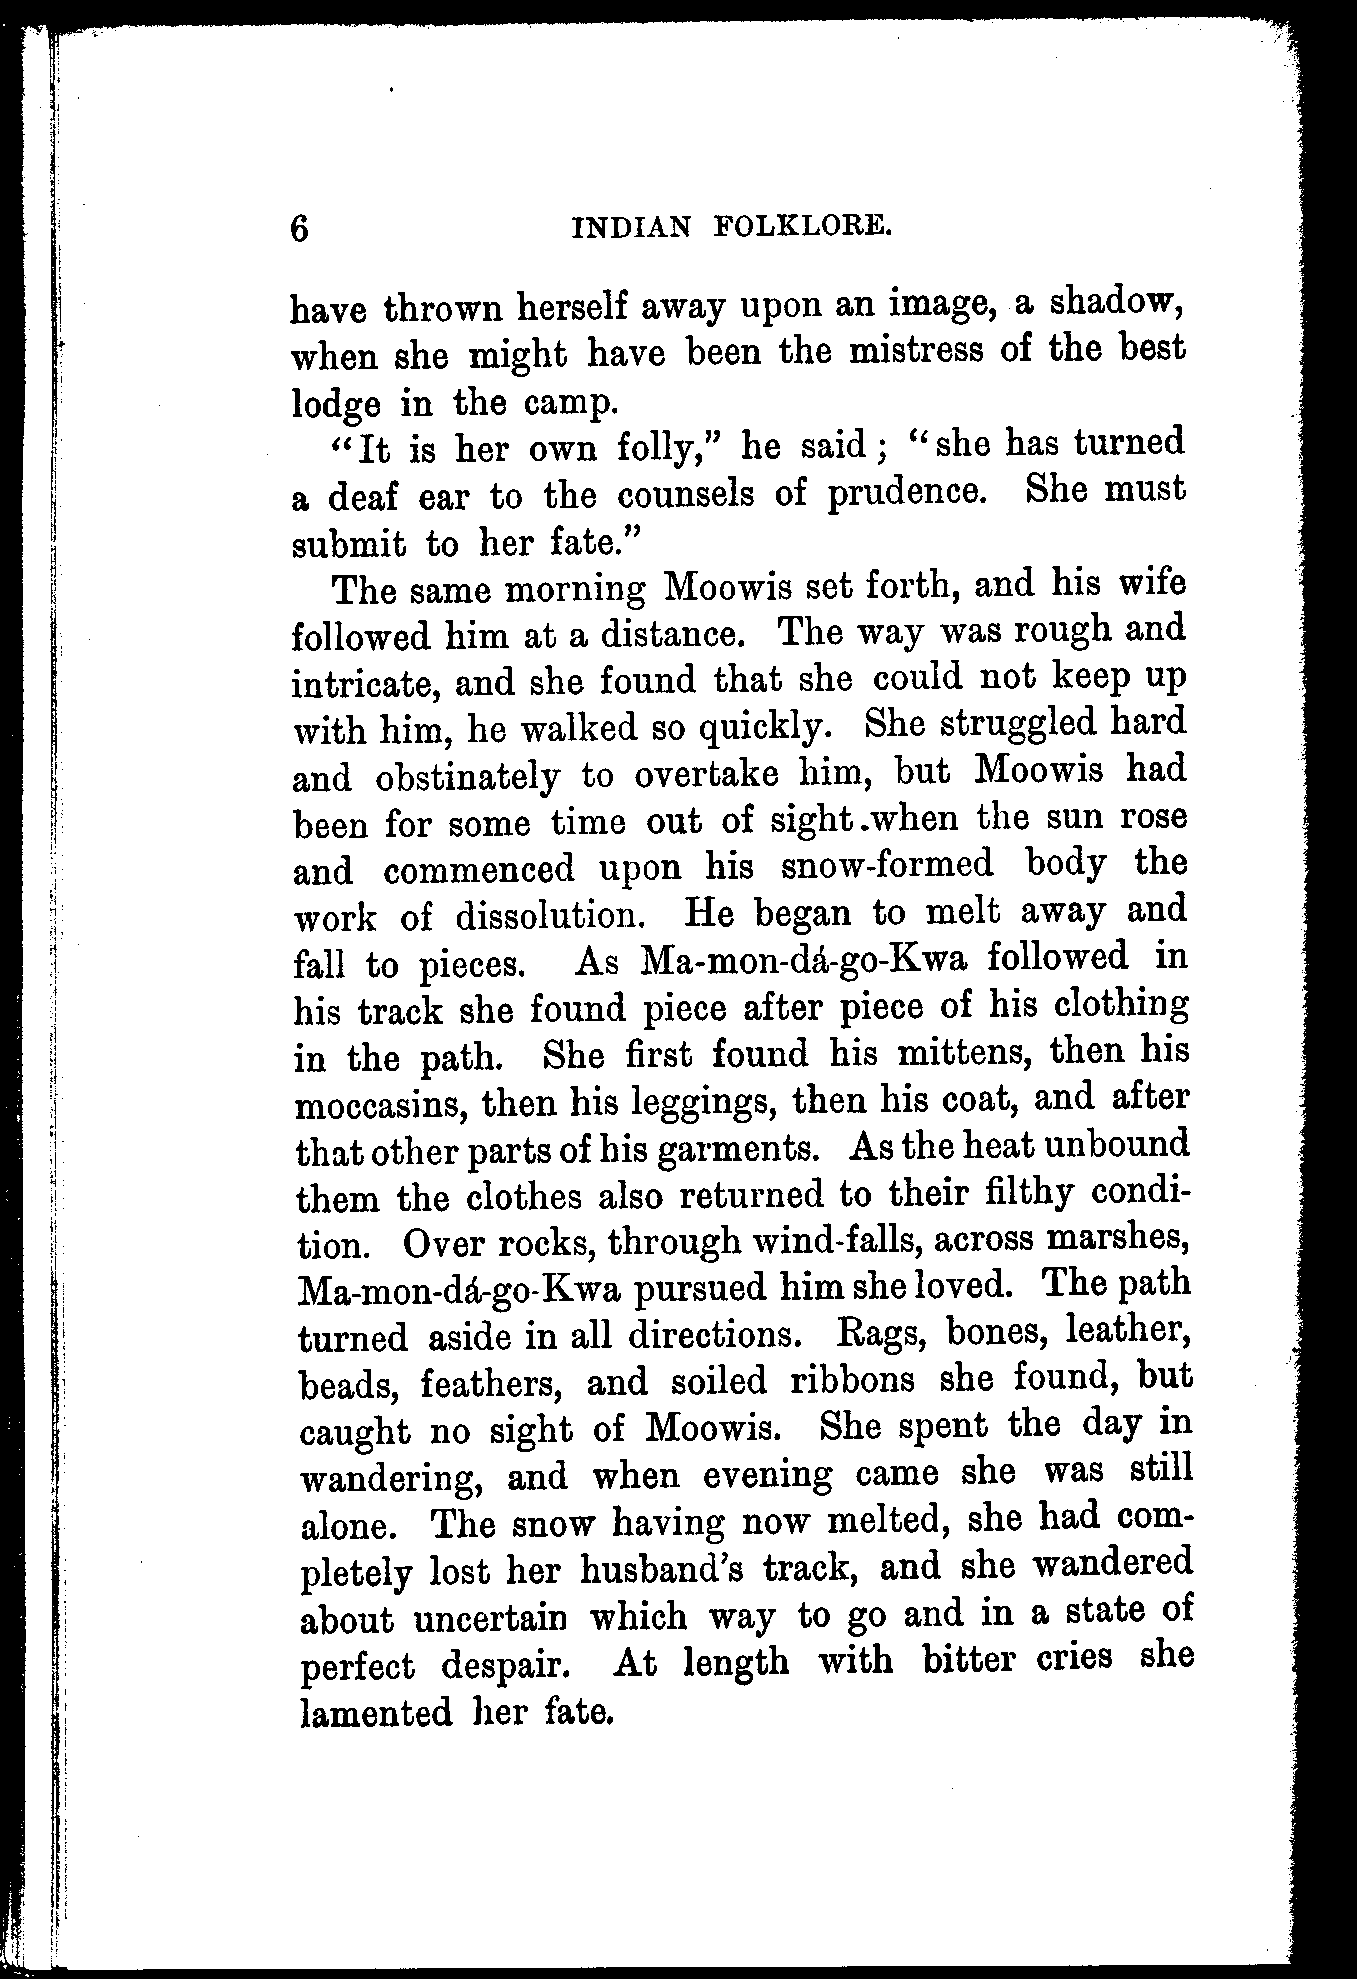 6 INDIAN FOLKLORE.
have thrown herself away upon an image, a shadow,
when she might have been the mistress of the best
lodge in the camp.
"It is her own folly," he said; "she has turned
a deaf ear to the counsels of prudence. She must
submit to her fate."
The same morning Moowis set forth, and his wife
followed him at a distance. The way was rough and
intricate, and she found that she could not keep up
with him, he walked so quickly. She struggled hard
and obstinately to overtake him, but Moowis had
been for some time out of sight.when the sun rose
and commenced upon his snow-formed body the
work of dissolution. He began to melt away and
fall to pieces. As Ma-mon-dá-go-Kwa followed in
his track she found piece after piece of his clothing
in the path. She first found his mittens, then his
moccasins, then his leggings, then his coat, and after
that other parts of his garments. As the heat unbound
them the clothes also returned to their filthy condi-
tion. Over rocks, through wind-falls, across marshes,
Ma-mon-dá-go-Kwa pursued him she loved. The path
turned aside in all directions. Rags, bones, leather,
beads, feathers, and soiled ribbons she found, but
caught no sight of Moowis. She spent the day in
wandering, and when evening came she was still
alone. The snow having now melted, she had com-
pletely lost her husband's track, and she wandered
about uncertain which way to go and in a state of
perfect despair. At length with bitter cries she
lamented her fate.